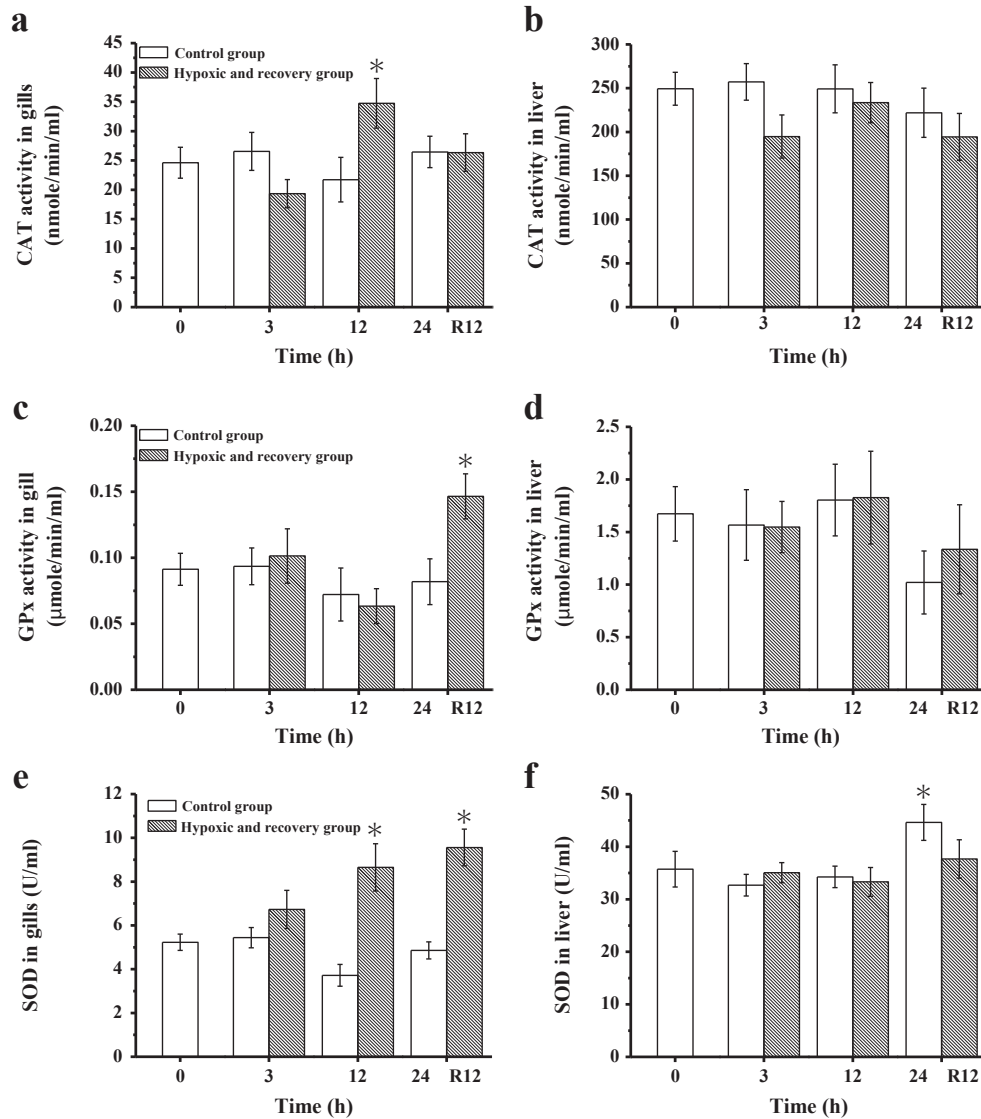 a
CAT activity in gills
(nmole/min/ml)
45
40
35
30
25
20
15
10
5
0
Control group
Hypoxic and recovery group
*
0 3 12 24 R12
Time (h)
b
CAT activity in liver
(nmole/min/ml)
300
250
200
150
100
50
0
0 3 12 24 R12
Time (h)
c
GPx activity in gill
(μmole/min/ml)
0.20
0.15
0.10
0.05
0.00
Control group
Hypoxic and recovery group
*
0 3 12 24 R12
Time (h)
d
GPx activity in liver
(μmole/min/ml)
2.5
2.0
1.5
1.0
0.5
0.0
0 3 12 24 R12
Time (h)
e
SOD in gills (U/ml)
12
10
8
6
4
2
0
Control group
Hypoxic and recovery group
* *
0 3 12 24 R12
Time (h)
f
SOD in liver (U/ml)
50
40
30
20
10
0
*
0 3 12 24 R12
Time (h)